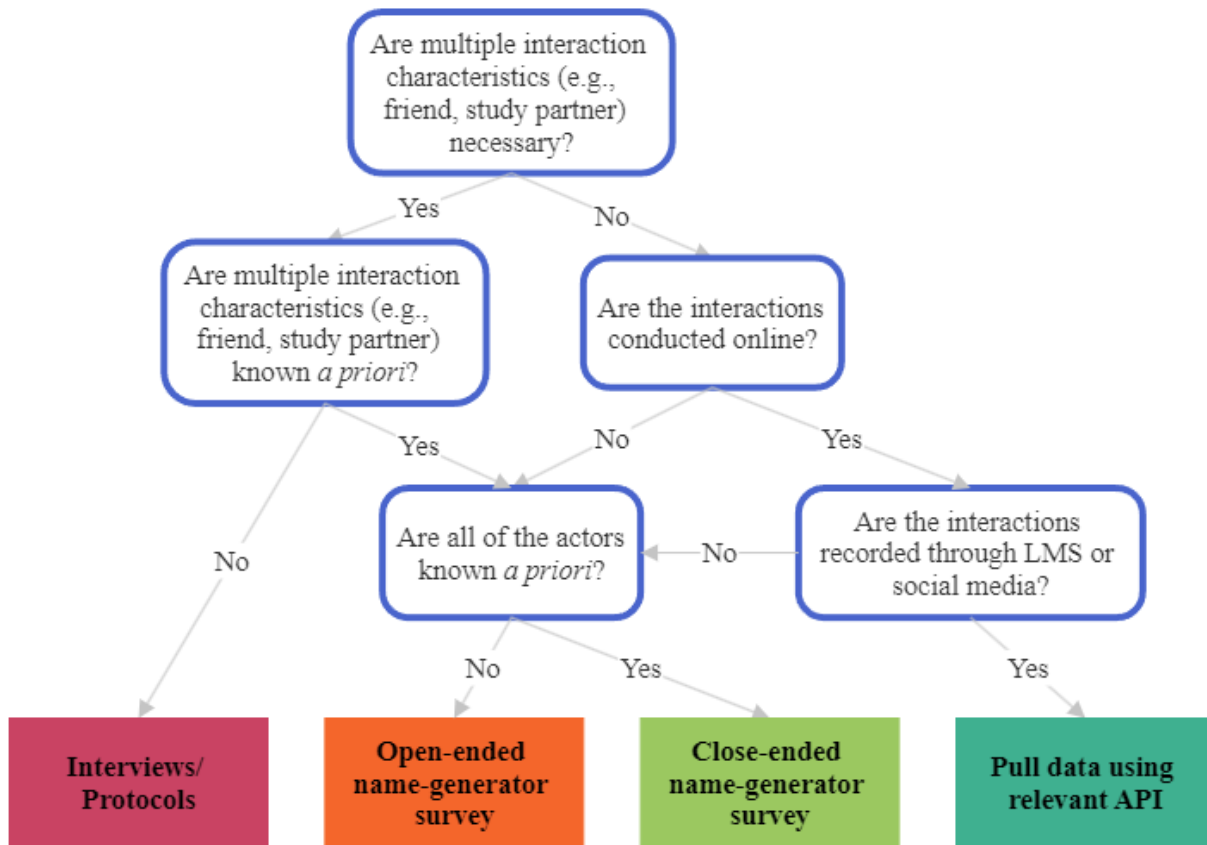 Are multiple interaction
characteristics (e.g.,
friend, study partner)
necessary?
Yes
No
Are multiple interaction
characteristics (e.g.,
friend, study partner)
known a priori?
Are the interactions
conducted online?
Yes
No
Yes
No
Are all of the actors
known a priori?
No
Are the interactions
recorded through LMS or
social media?
No
Yes
Yes
Interviews/
Protocols
Open-ended
name-generator
survey
Close-ended
name-generator
survey
Pull data using
relevant API